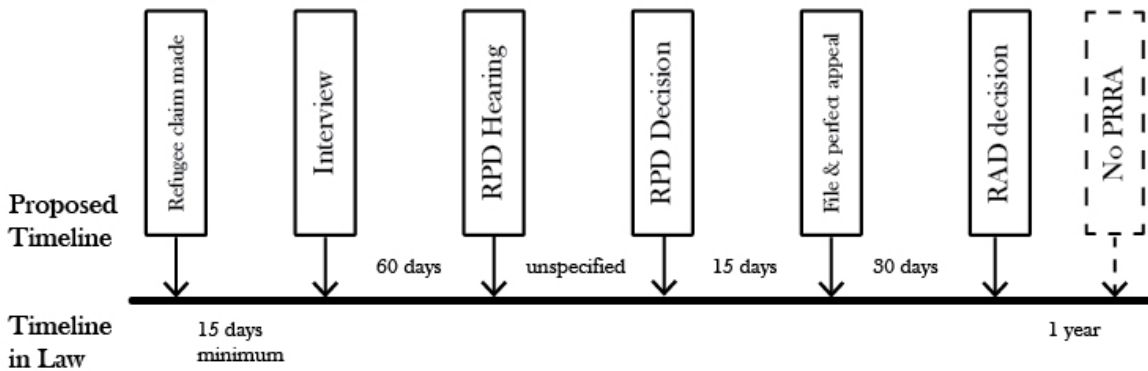 Refugee claim made
Interview
RPD Hearing
RPD Decision
File & perfect appeal
RAD decision
No PRRA
Proposed
Timeline
60 days
unspecified
15 days
30 days
Timeline
in Law
15 days
minimum
1 year